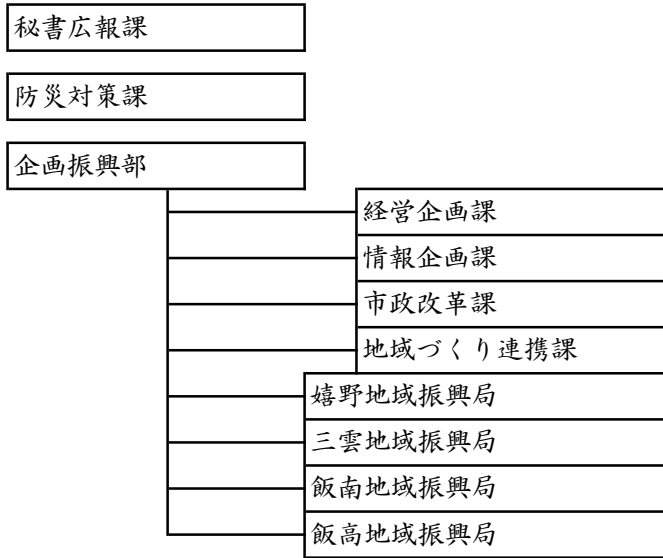 秘書広報課
防災対策課
企画振興部
経営企画課
情報企画課
市政改革課
地域づくり連携課
嬉野地域振興局
三雲地域振興局
飯南地域振興局
飯高地域振興局